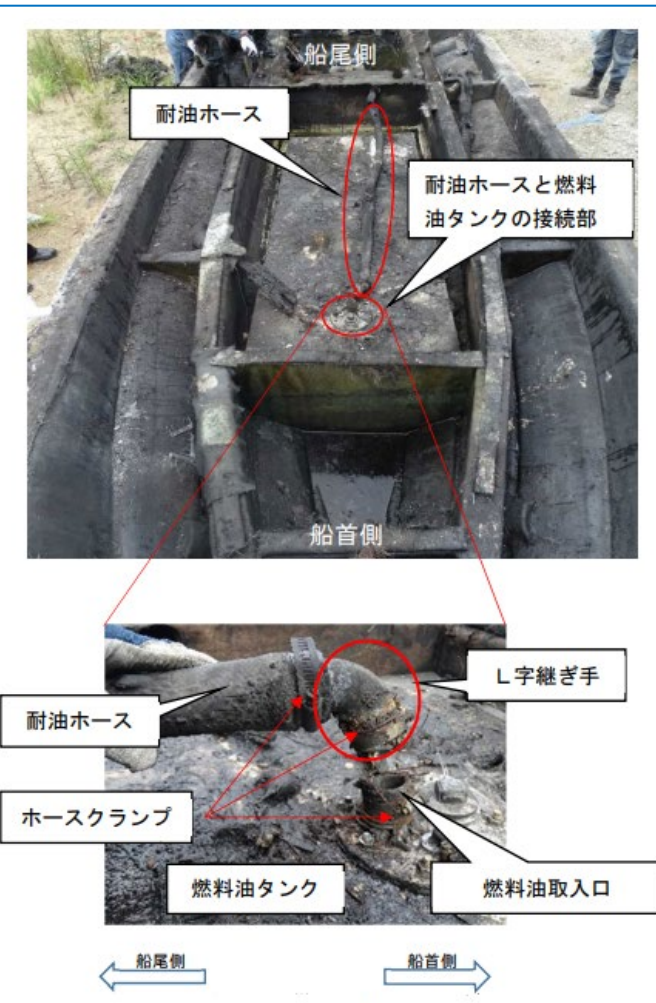 船尾側
耐油ホース
耐油ホースと燃料
油タンクの接続部
船首側
L字継ぎ手
耐油ホース
ホースクランプ
燃料油タンク
燃料油取入口
船尾側
船首側